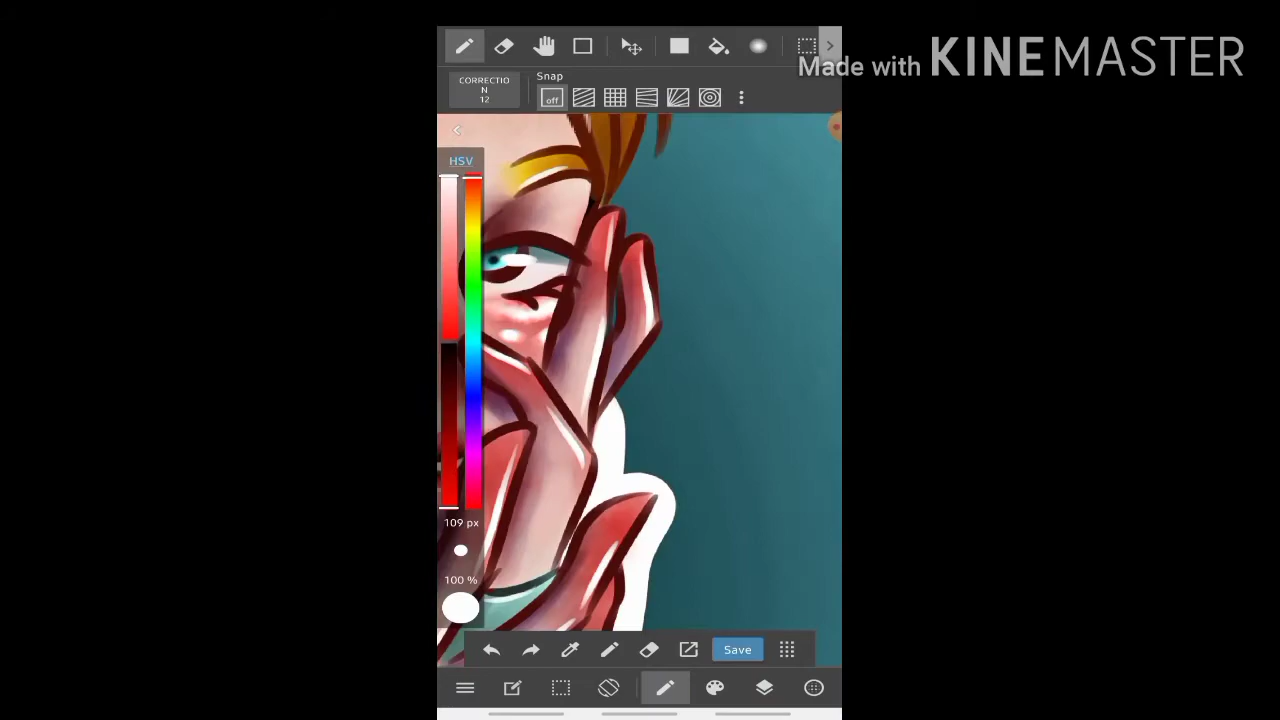 Made with KINEMASTER
CORRECTIO
N
12
Snap
off
HSV
109 px
100 %
Save